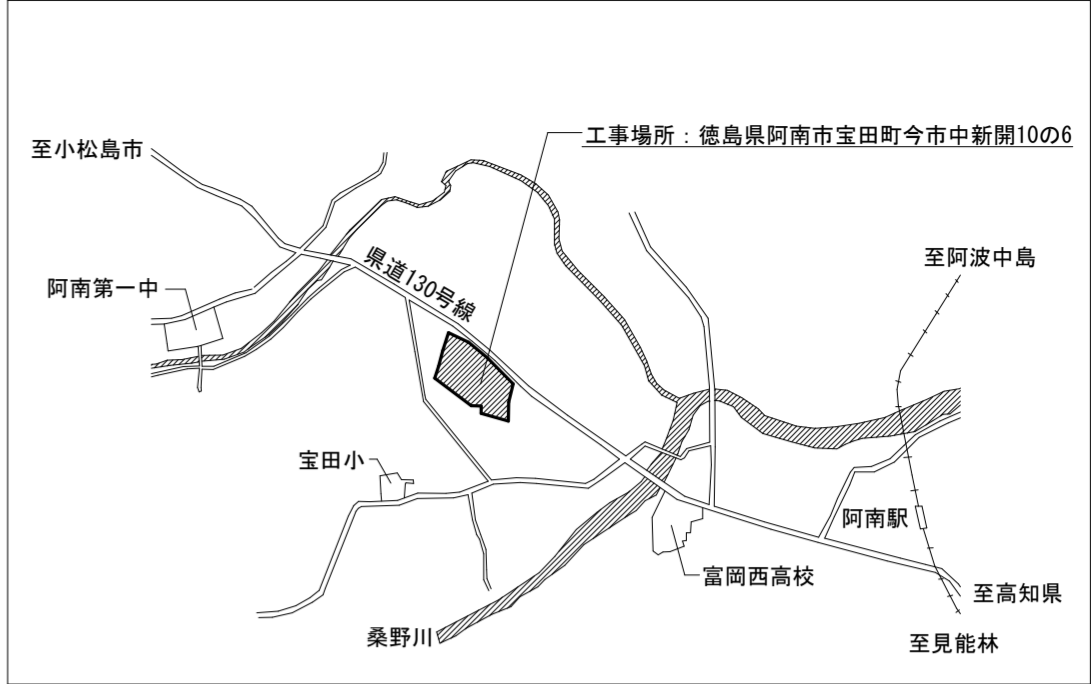 工事場所：徳島県阿南市宝田町今市中新開10の6
至小松島市
県道130号線
至阿波中島
阿南第一中
宝田小
阿南駅
富岡西高校
至高知県
桑野川
至見能林